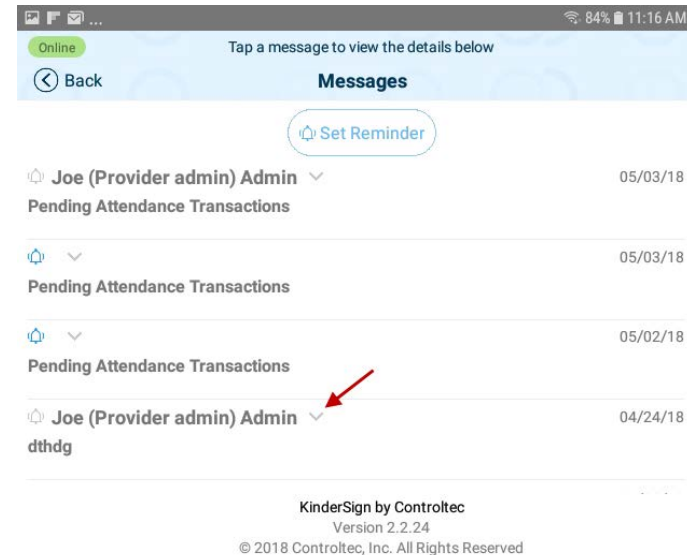 ... 84% 11:16 AM
Online Tap a message to view the details below
Back Messages
Set Reminder
Joe (Provider admin) Admin 05/03/18
Pending Attendance Transactions
05/03/18
Pending Attendance Transactions
05/02/18
Pending Attendance Transactions
Joe (Provider admin) Admin 04/24/18
dthdg
KinderSign by Controltec
Version 2.2.24
© 2018 Controltec, Inc. All Rights Reserved